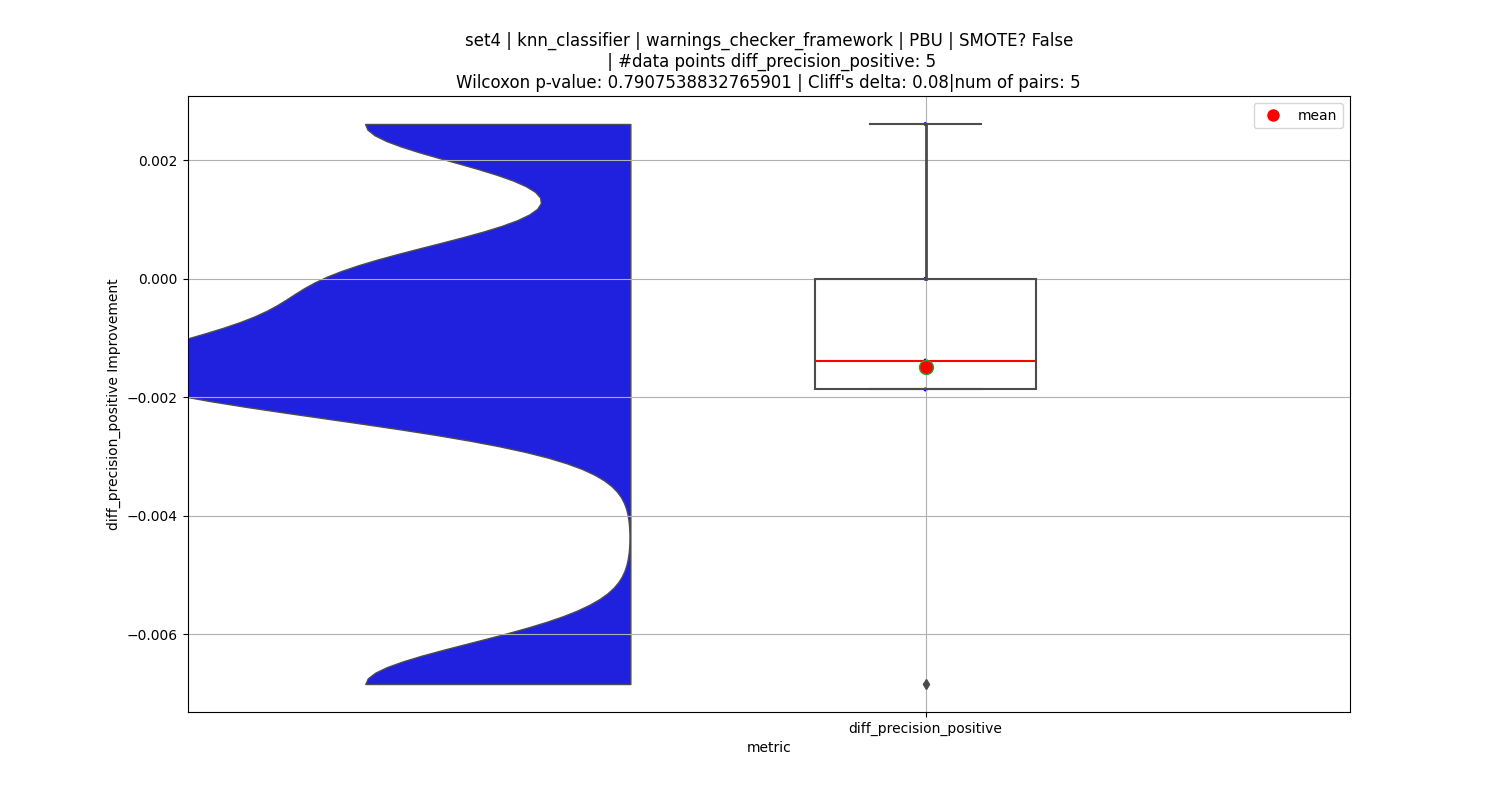 set4 | knn_classifier | warnings_checker_framework | PBU | SMOTE? False
| #data points diff_precision_positive: 5
Wilcoxon p-value: 0.7907538832765901 | Cliff's delta: 0.08|num of pairs: 5
mean
0.002
0.000
−0.002
−0.004
−0.006
diff_precision_positive Improvement
diff_precision_positive
metric